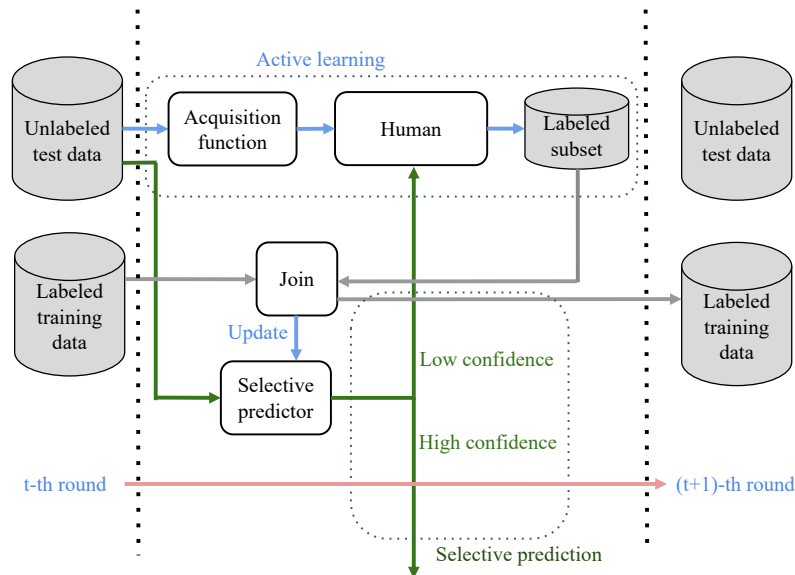 Active learning
Unlabeled
test data
Acquisition
function
Human
Labeled
subset
Unlabeled
test data
Labeled
training
data
Join
Labeled
training
data
Update
Selective
predictor
Low confidence
High confidence
t-th round
(t+1)-th round
Selective prediction